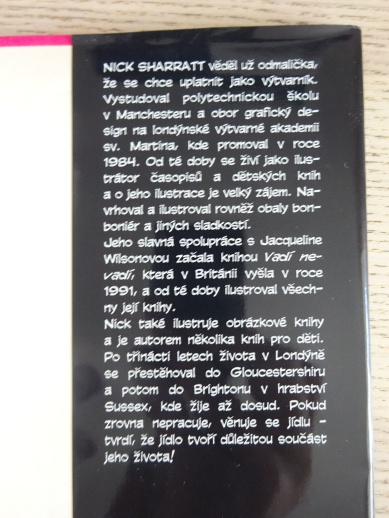 NICK SHARRATT věděl už odmalička,
že se chce uplatnit jako výtvarník.
Vystudoval polytechnickou školu
v Manchesteru a obor grafický de-
sign na londýnské výtvarné akademii
sv. Martina, kde promoval v roce
1984. Od té doby se živí jako ilus-
trátor časopisů a dětských knih
a o jeho ilustrace je velký zájem. Na-
vrhoval a ilustroval rovněž obaly bon-
boniér a jiných sladkostí.
Jeho slavná spolupráce s Jacqueline
Wilsonovou začala knihou Vadí ne-
vadí, která v Británii vyšla v roce
1991, a od té doby ilustroval všech-
ny její knihy.
Nick také ilustruje obrázkové knihy
a je autorem několika knih pro děti.
Po třinácti letech života v Londýně
se přestěhoval do Gloucestershiru
a potom do Brightonu v hrabství
Sussex, kde žije až dosud. Pokud
zrovna nepracuje, věnuje se jídlu –
tvrdí, že jídlo tvoří důležitou součást
jeho života!